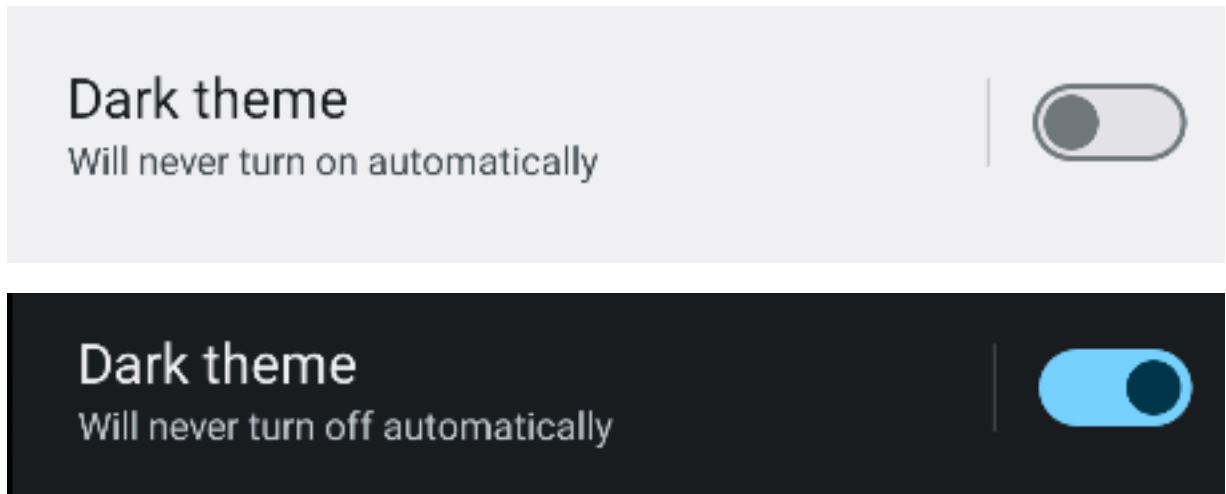 Dark theme
Will never turn on automatically
Dark theme
Will never turn off automatically